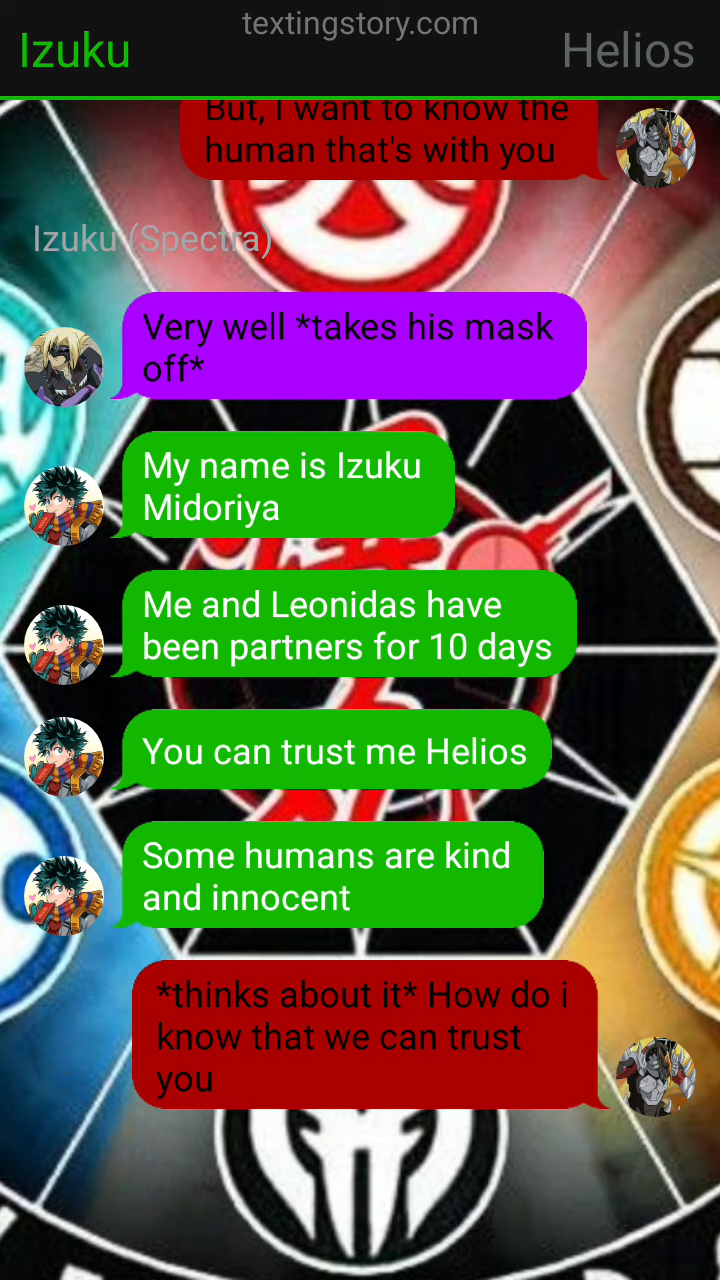 textingstory.com
Izuku
Helios
But, I want to know the
human that's with you
Izuku (Spectra)
Very well *takes his mask
off*
My name is Izuku
Midoriya
Me and Leonidas have
been partners for 10 days
You can trust me Helios
Some humans are kind
and innocent
*thinks about it* How do i
know that we can trust
you